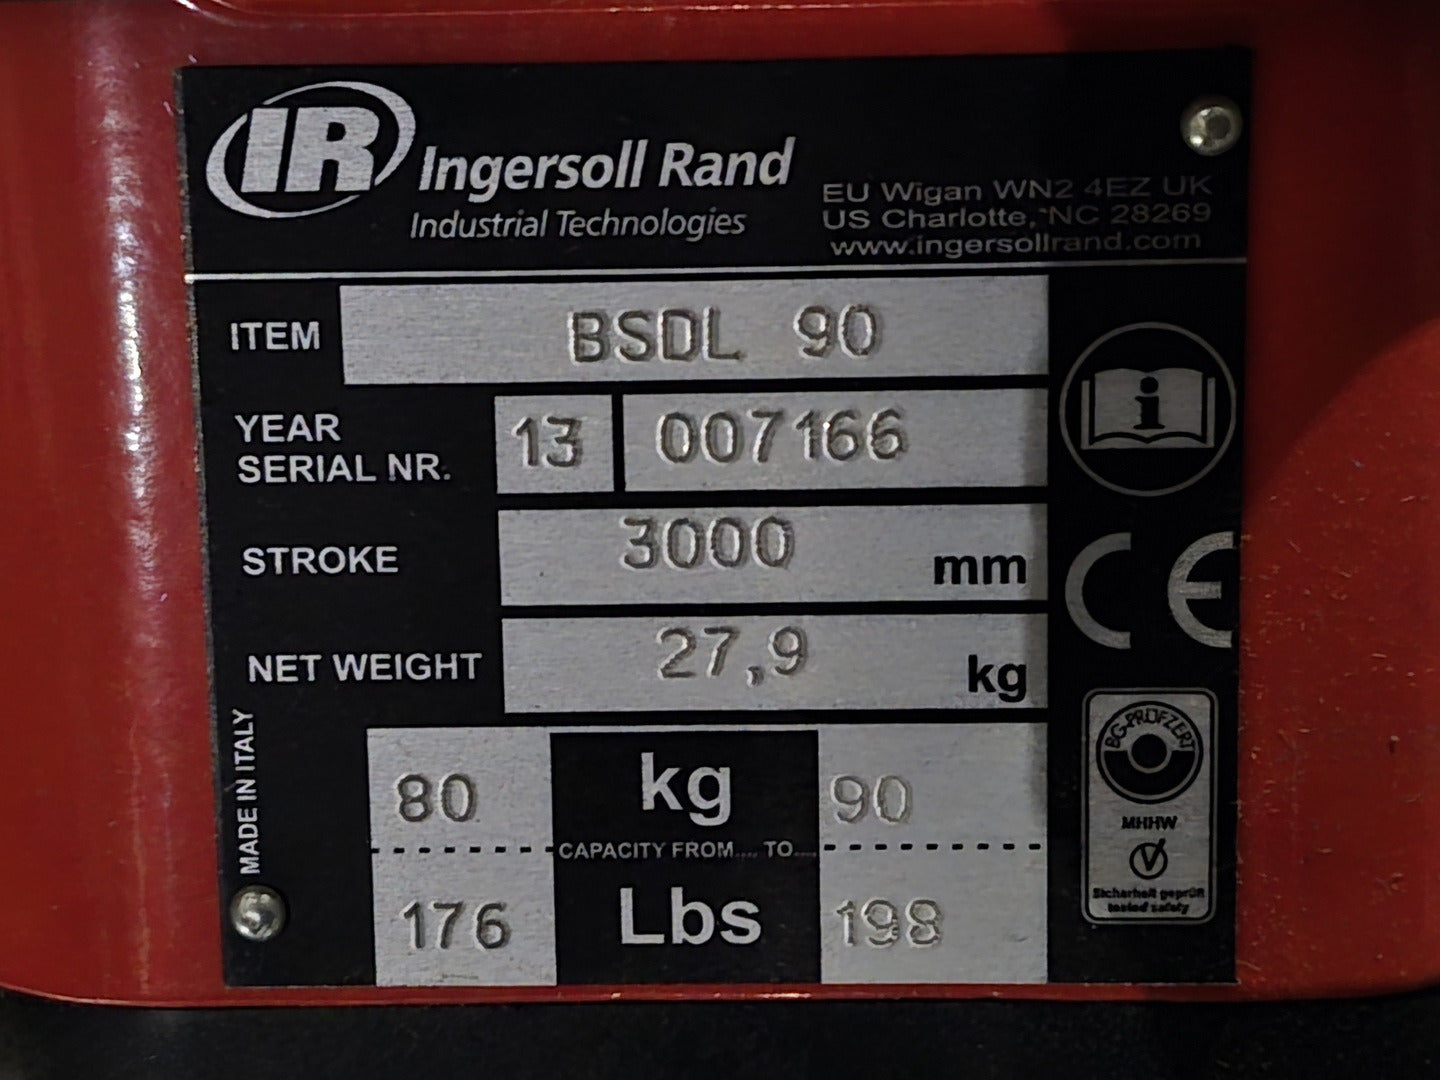 IR Ingersoll Rand
Industrial Technologies
EU Wigan WN2 4EZ UK
US Charlotte, NC 28269
www.ingersollrand.com
ITEM BSDL 90
YEAR
SERIAL NR. 13 007166
STROKE 3000 mm
NET WEIGHT 27,9 kg
MADE IN ITALY
80 kg 90
CAPACITY FROM.... TO....
176 Lbs 198
i
CE
BG-PRÜFZERT
MHHW
Sicherheit geprüft
tested safety